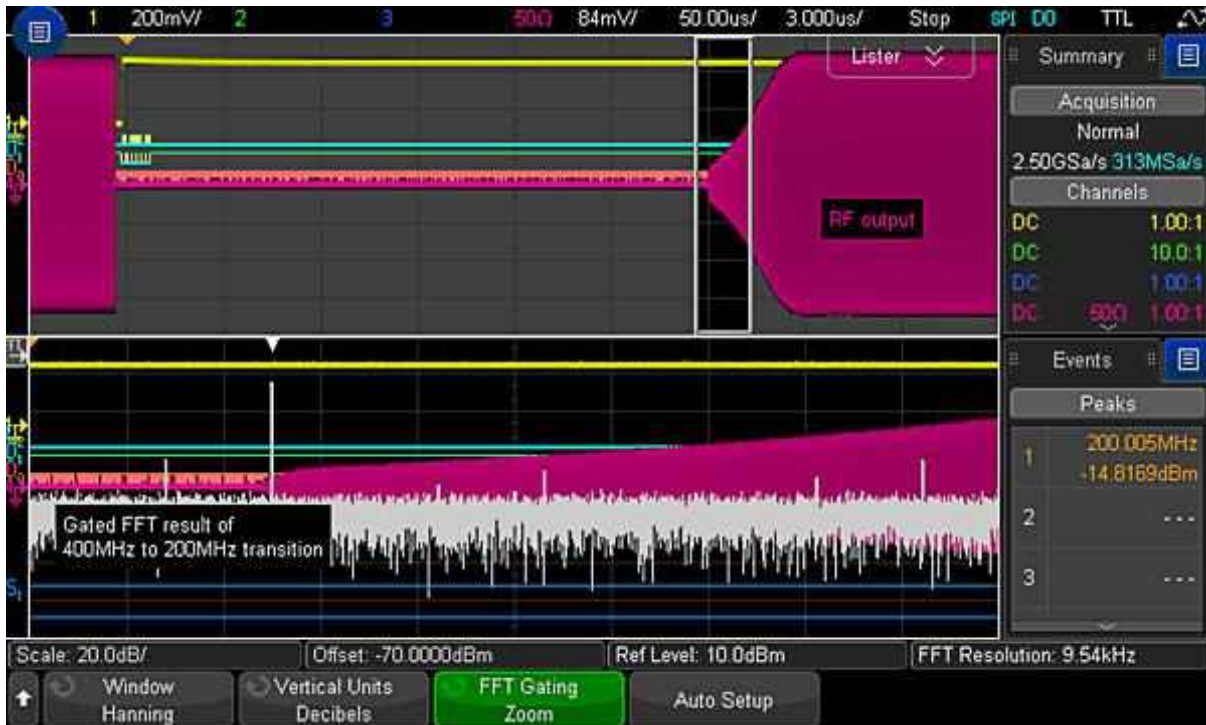 1 200mV/ 2 3 50Ω 84mV/ 50.00us/ 3.000us/ Stop SPI D0 TTL
Lister
Summary
Acquisition
Normal
2.50GSa/s 313MSa/s
Channels
DC 1.00:1
DC 10.0:1
DC 1.00:1
DC 50Ω 1.00:1
RF output
Events
Peaks
1 200.005MHz
-14.8169dBm
2 ---
3 ---
Gated FFT result of
400MHz to 200MHz transition
S1
Scale: 20.0dB/ Offset: -70.0000dBm Ref Level: 10.0dBm FFT Resolution: 9.54kHz
Window
Hanning
Vertical Units
Decibels
FFT Gating
Zoom
Auto Setup